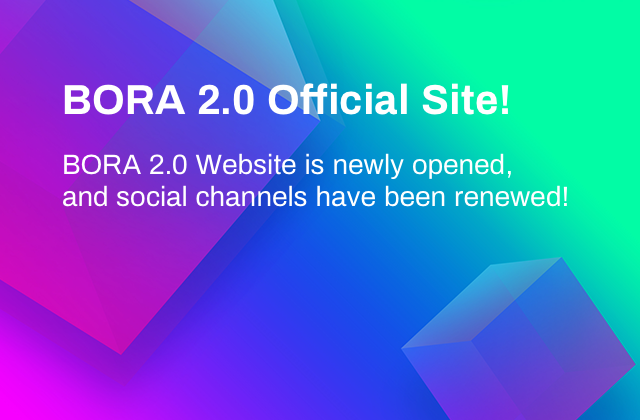 BORA 2.0 Official Site!
BORA 2.0 Website is newly opened,
and social channels have been renewed!